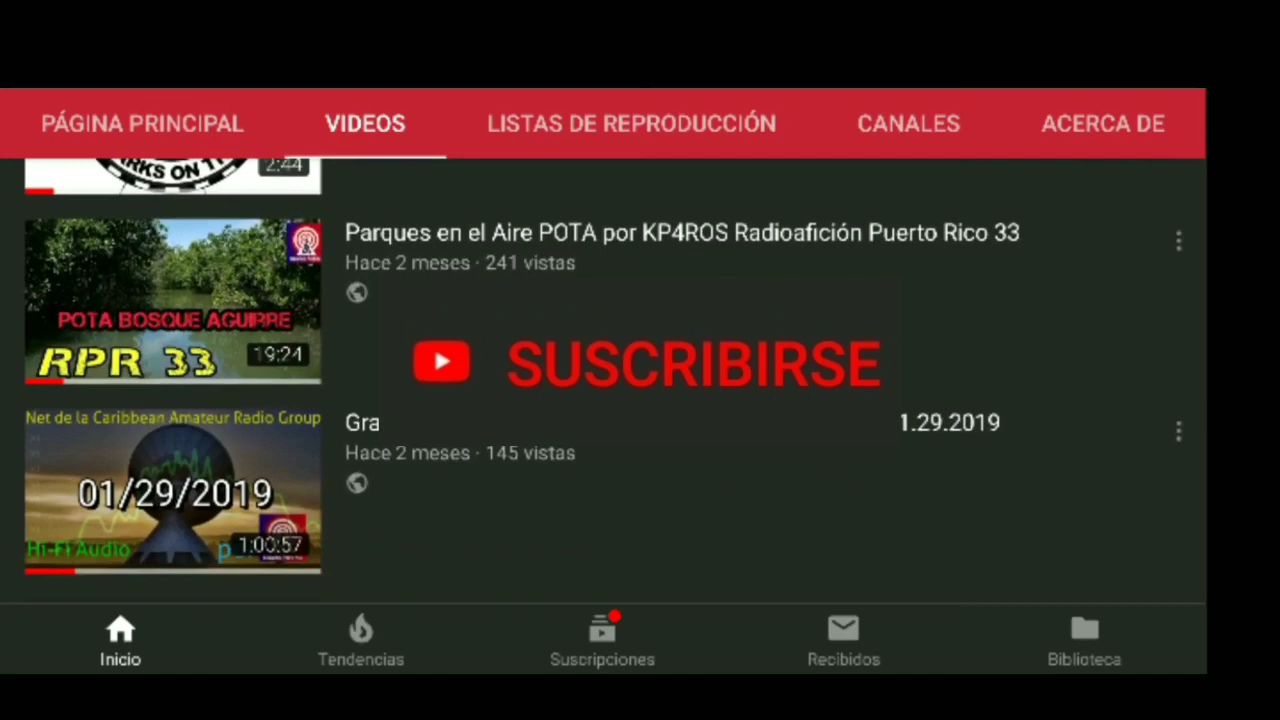 PÁGINA PRINCIPAL VIDEOS LISTAS DE REPRODUCCIÓN CANALES ACERCA DE
ARKS ON T
2:44
Parques en el Aire POTA por KP4ROS Radioafición Puerto Rico 33
Hace 2 meses · 241 vistas
POTA BOSQUE AGUIRRE
RPR 33
19:24
SUSCRIBIRSE
Net de la Caribbean Amateur Radio Group
Gra 1.29.2019
Hace 2 meses · 145 vistas
01/29/2019
Hi-Fi Audio p
1:00:57
Inicio Tendencias Suscripciones Recibidos Biblioteca